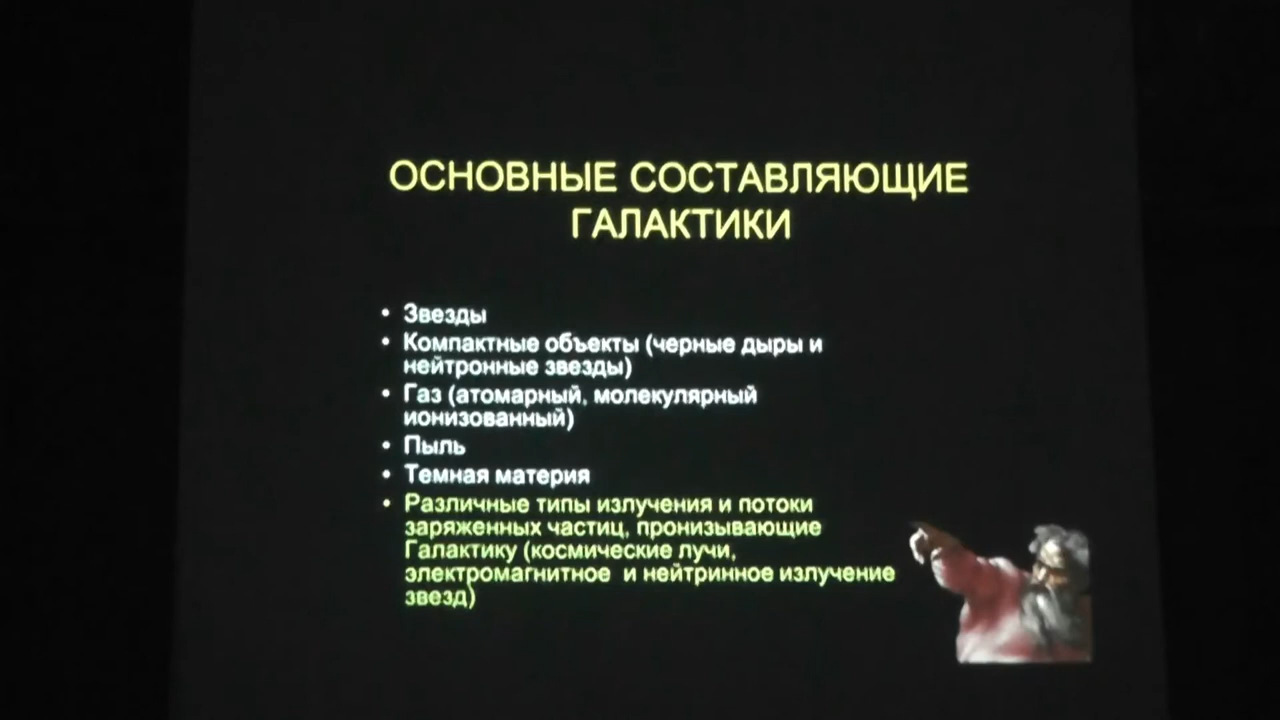 ОСНОВНЫЕ СОСТАВЛЯЮЩИЕ
ГАЛАКТИКИ
• Звезды
• Компактные объекты (черные дыры и
нейтронные звезды)
• Газ (атомарный, молекулярный
ионизованный)
• Пыль
• Темная материя
• Различные типы излучения и потоки
заряженных частиц, пронизывающие
Галактику (космические лучи,
электромагнитное и нейтринное излучение
звезд)